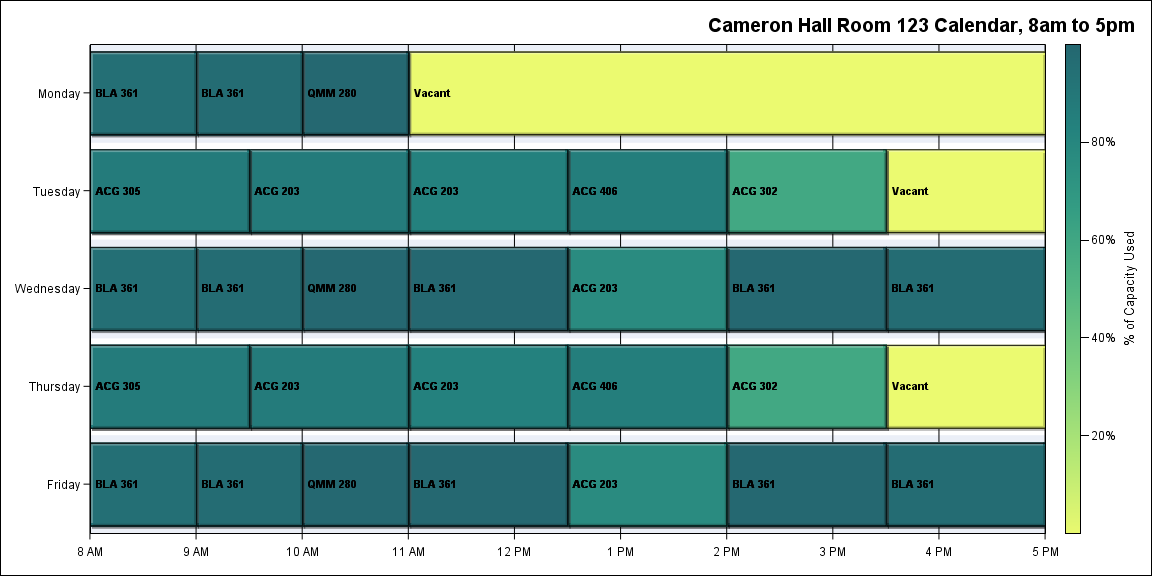 Cameron Hall Room 123 Calendar, 8am to 5pm
Monday
BLA 361
BLA 361
QMM 280
Vacant
Tuesday
ACG 305
ACG 203
ACG 203
ACG 406
ACG 302
Vacant
Wednesday
BLA 361
BLA 361
QMM 280
BLA 361
ACG 203
BLA 361
BLA 361
Thursday
ACG 305
ACG 203
ACG 203
ACG 406
ACG 302
Vacant
Friday
BLA 361
BLA 361
QMM 280
BLA 361
ACG 203
BLA 361
BLA 361
8 AM
9 AM
10 AM
11 AM
12 PM
1 PM
2 PM
3 PM
4 PM
5 PM
80%
60%
40%
20%
% of Capacity Used